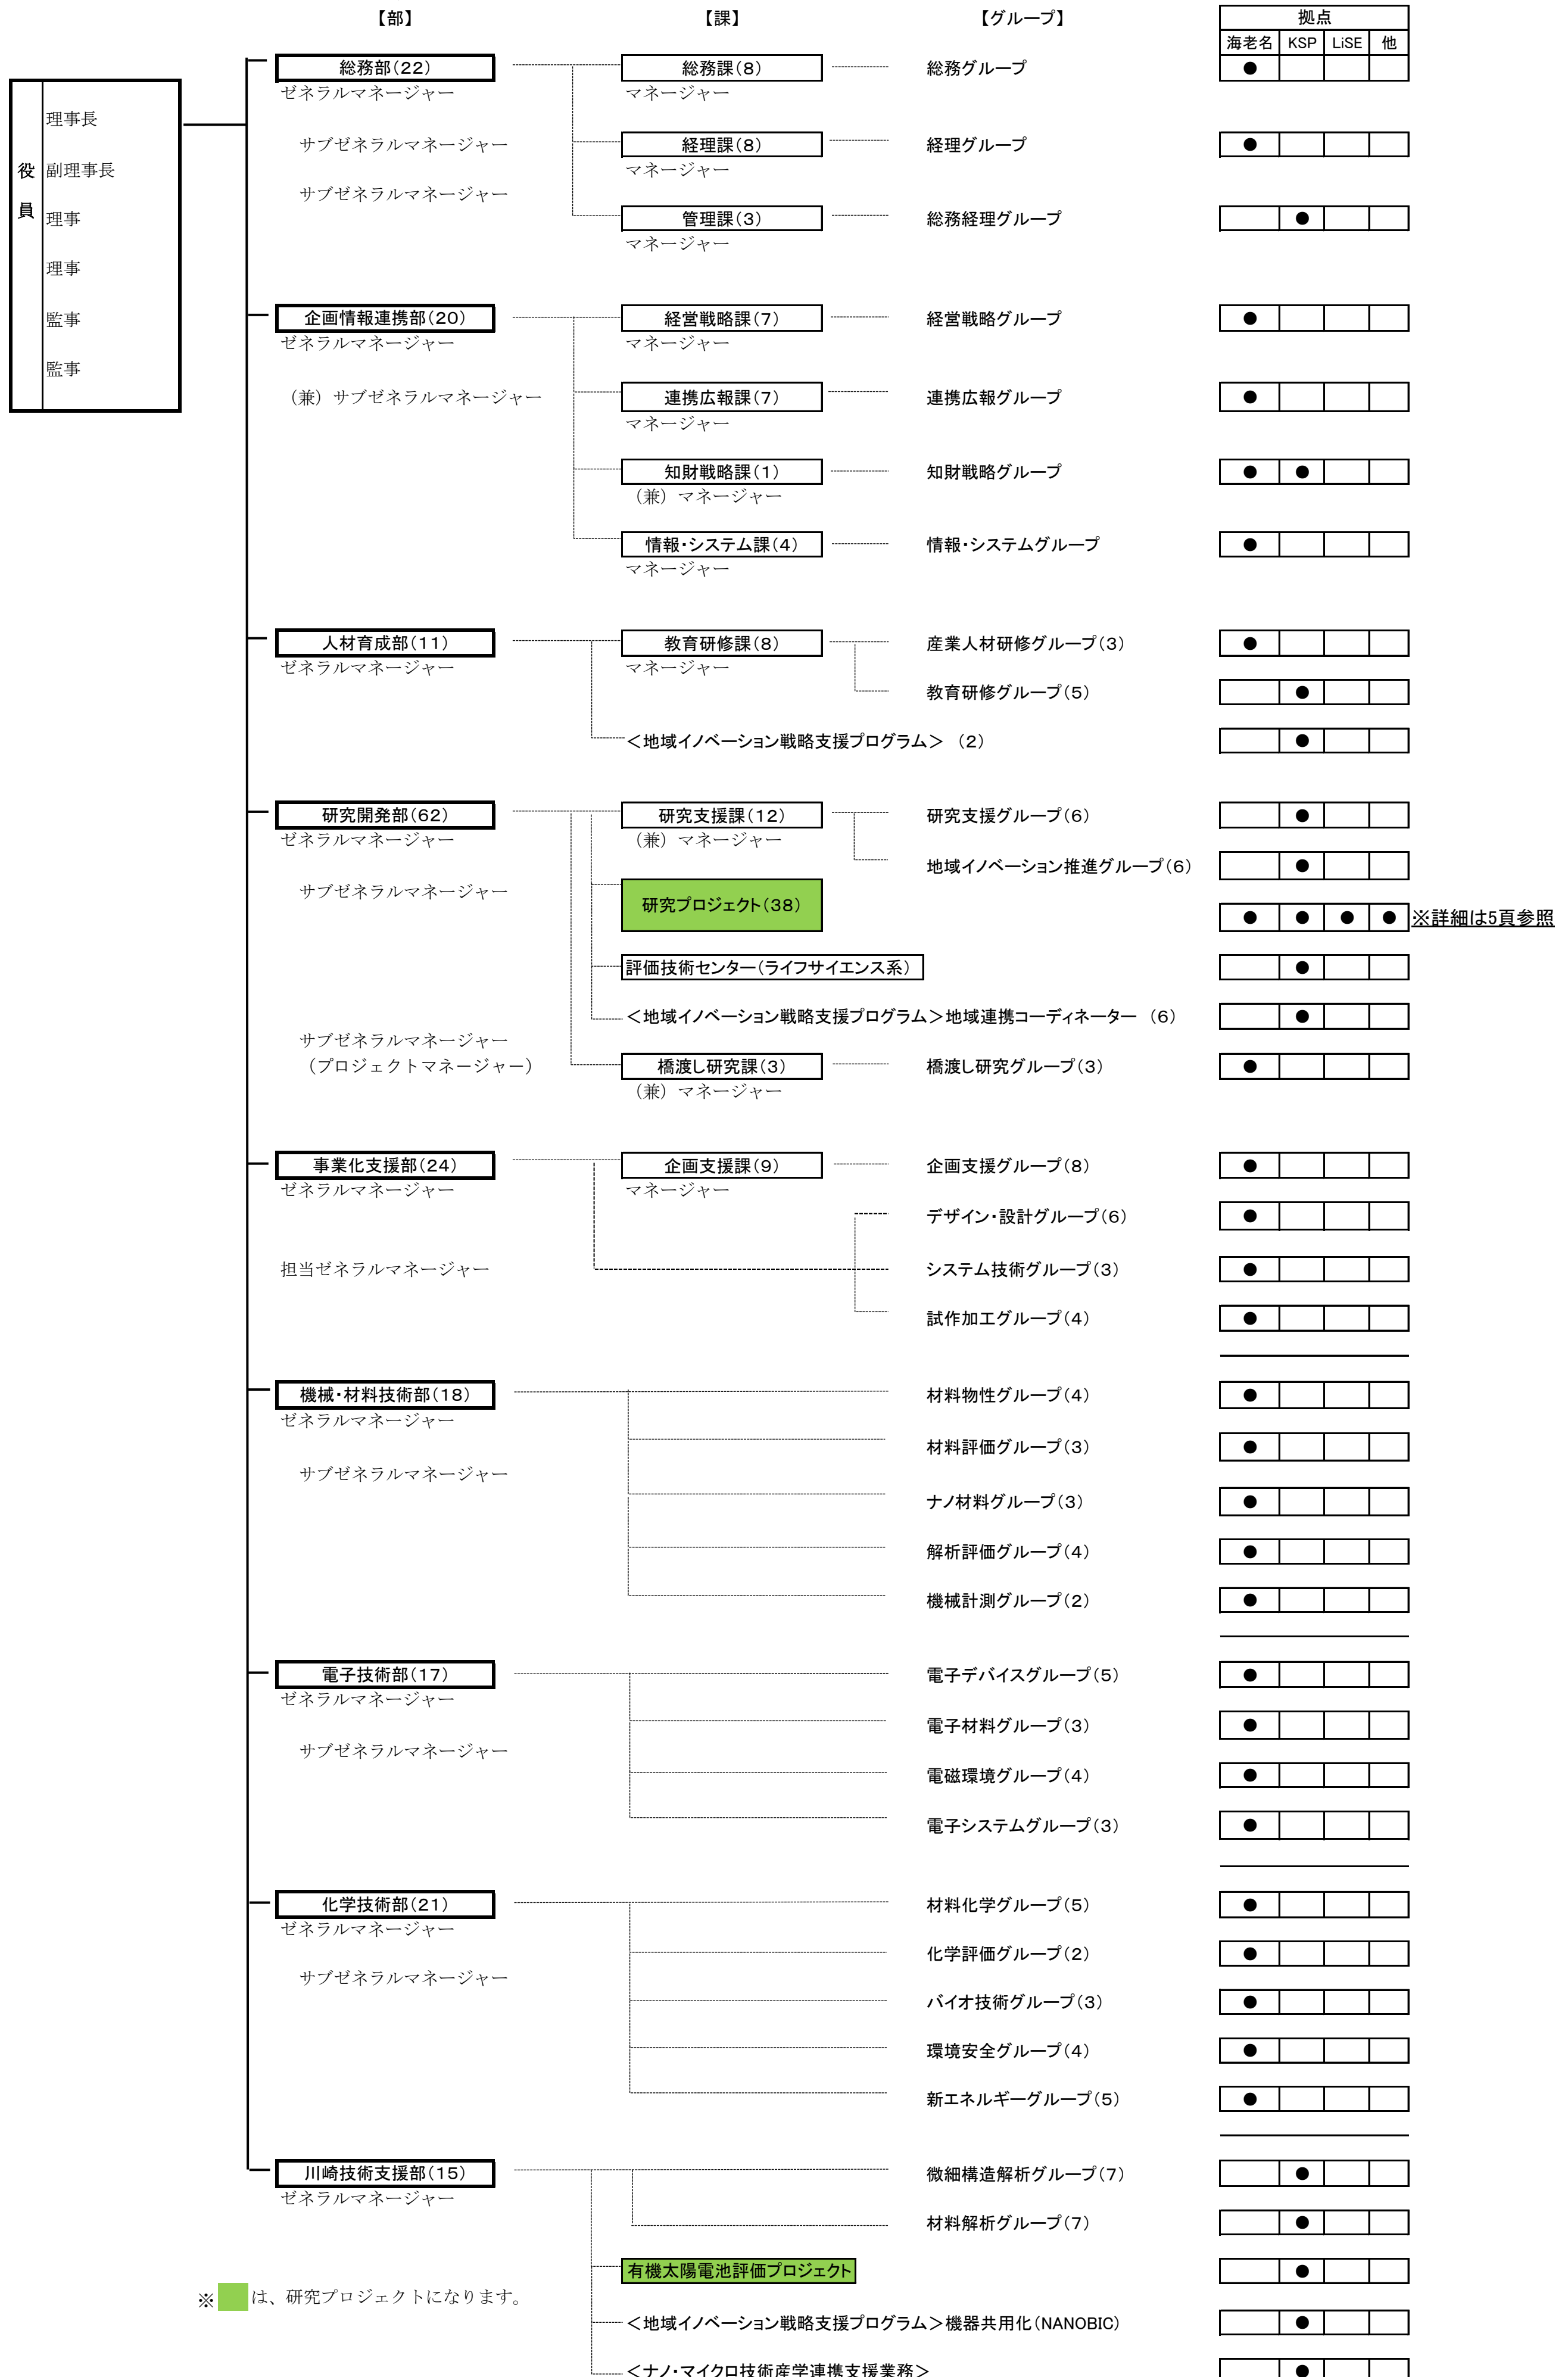 【部】 【課】 【グループ】 拠点
海老名 KSP LiSE 他
役員
理事長
副理事長
理事
理事
監事
監事
総務部(22) 総務課(8) 総務グループ ●
ゼネラルマネージャー マネージャー
サブゼネラルマネージャー 経理課(8) 経理グループ ●
マネージャー
サブゼネラルマネージャー
管理課(3) 総務経理グループ ●
マネージャー
企画情報連携部(20) 経営戦略課(7) 経営戦略グループ ●
ゼネラルマネージャー マネージャー
(兼)サブゼネラルマネージャー 連携広報課(7) 連携広報グループ ●
マネージャー
知財戦略課(1) 知財戦略グループ ● ●
(兼)マネージャー
情報・システム課(4) 情報・システムグループ ●
マネージャー
人材育成部(11) 教育研修課(8) 産業人材研修グループ(3) ●
ゼネラルマネージャー マネージャー
教育研修グループ(5) ●
<地域イノベーション戦略支援プログラム> (2) ●
研究開発部(62) 研究支援課(12) 研究支援グループ(6) ●
ゼネラルマネージャー (兼)マネージャー
地域イノベーション推進グループ(6) ●
サブゼネラルマネージャー
研究プロジェクト(38) ● ● ● ● ※詳細は5頁参照
評価技術センター(ライフサイエンス系) ●
<地域イノベーション戦略支援プログラム>地域連携コーディネーター (6) ●
サブゼネラルマネージャー
(プロジェクトマネージャー) 橋渡し研究課(3) 橋渡し研究グループ(3) ●
(兼)マネージャー
事業化支援部(24) 企画支援課(9) 企画支援グループ(8) ●
ゼネラルマネージャー マネージャー
デザイン・設計グループ(6) ●
担当ゼネラルマネージャー システム技術グループ(3) ●
試作加工グループ(4) ●
機械・材料技術部(18) 材料物性グループ(4) ●
ゼネラルマネージャー
材料評価グループ(3) ●
サブゼネラルマネージャー
ナノ材料グループ(3) ●
解析評価グループ(4) ●
機械計測グループ(2) ●
電子技術部(17) 電子デバイスグループ(5) ●
ゼネラルマネージャー
電子材料グループ(3) ●
サブゼネラルマネージャー
電磁環境グループ(4) ●
電子システムグループ(3) ●
化学技術部(21) 材料化学グループ(5) ●
ゼネラルマネージャー
化学評価グループ(2) ●
サブゼネラルマネージャー
バイオ技術グループ(3) ●
環境安全グループ(4) ●
新エネルギーグループ(5) ●
川崎技術支援部(15) 微細構造解析グループ(7) ●
ゼネラルマネージャー
材料解析グループ(7) ●
有機太陽電池評価プロジェクト ●
※ は、研究プロジェクトになります。
<地域イノベーション戦略支援プログラム>機器共用化(NANOBIC) ●
<ナノ・マイクロ技術産学連携支援業務> ●